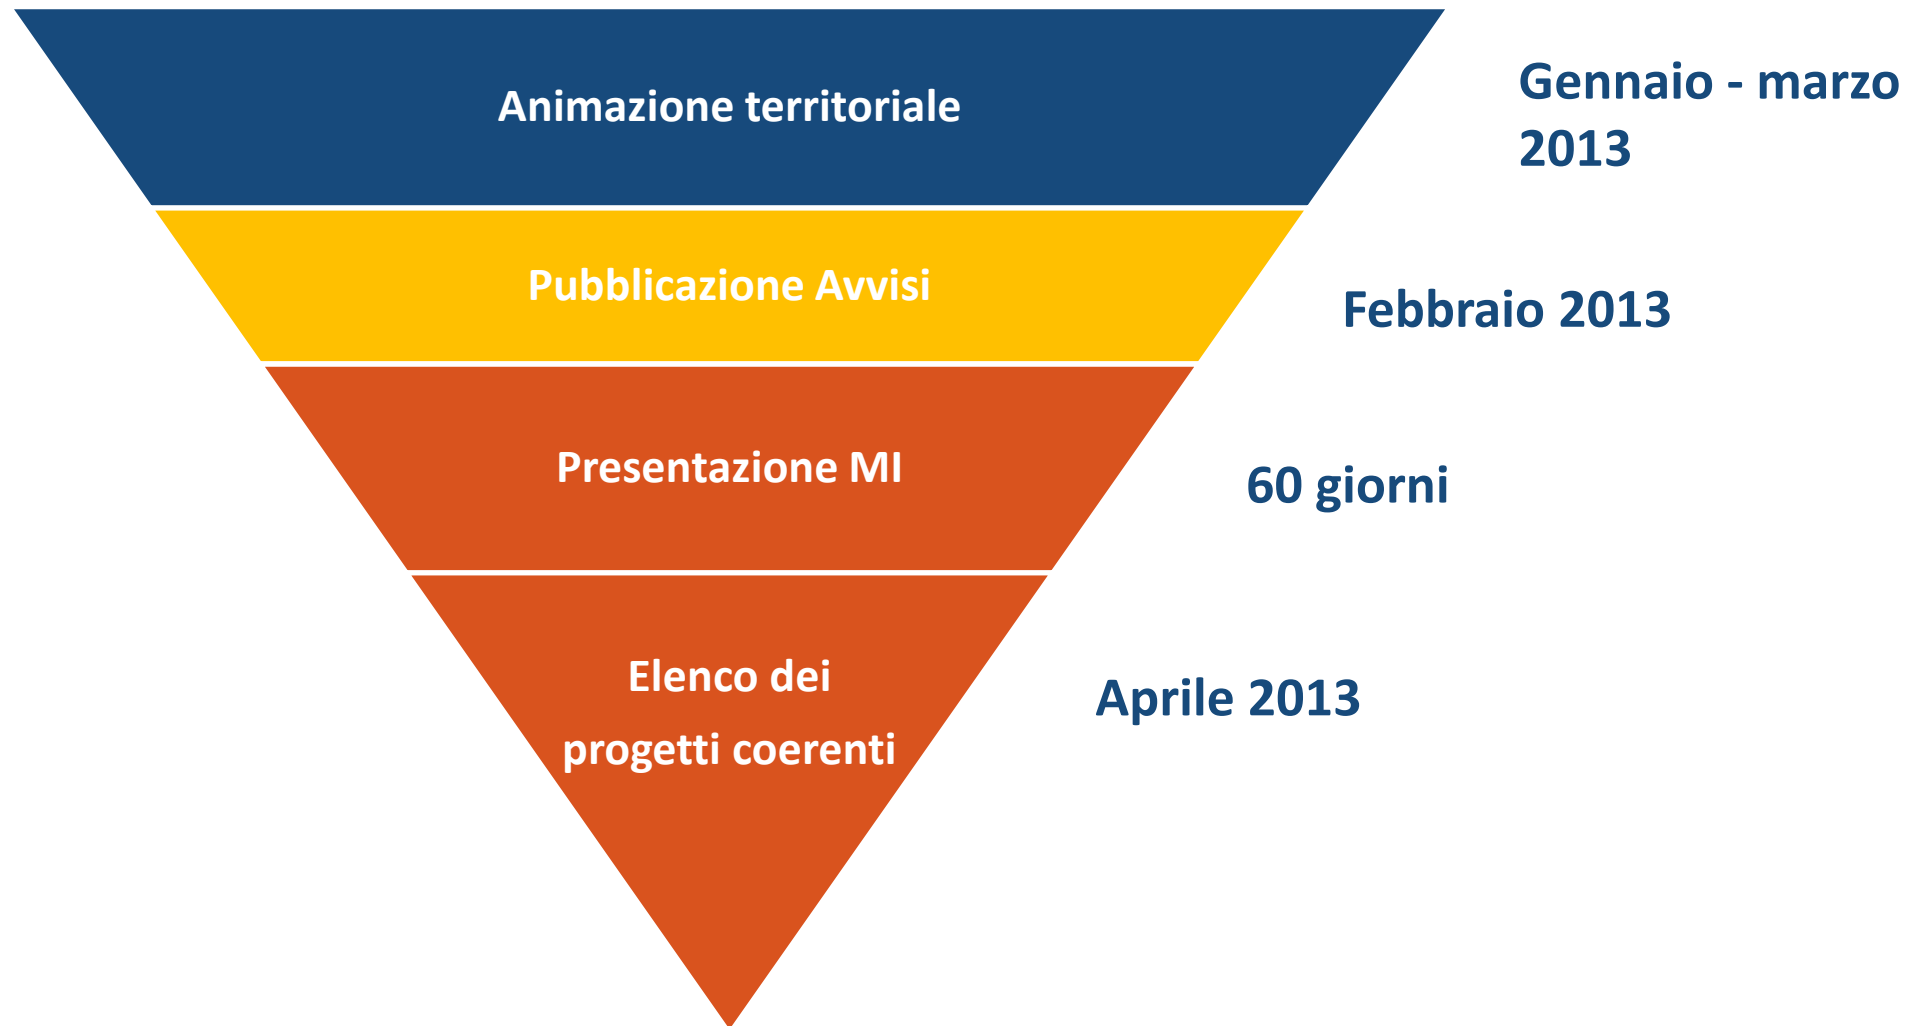 Animazione territoriale
Gennaio - marzo
2013
Pubblicazione Avvisi
Febbraio 2013
Presentazione MI
60 giorni
Elenco dei
progetti coerenti
Aprile 2013